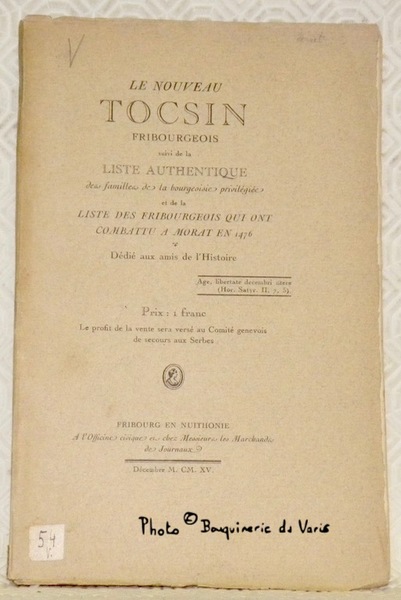 LE NOUVEAU
TOCSIN
FRIBOURGEOIS
suivi de la
LISTE AUTHENTIQUE
des familles de la bourgeoisie privilégiée
et de la
LISTE DES FRIBOURGEOIS QUI ONT
COMBATTU A MORAT EN 1476
Dédié aux amis de l'Histoire
Age, libertate decembri utere
(Hor. Satyr. II, 7, 5)
Prix : 1 franc
Le profit de la vente sera versé au Comité genevois
de secours aux Serbes
FRIBOURG EN NUITHONIE
A l'Officine civique et chez Messieurs les Marchands
de Journaux
Décembre M. CM. XV.
54
V.
Photo © Bouquinerie du Varis